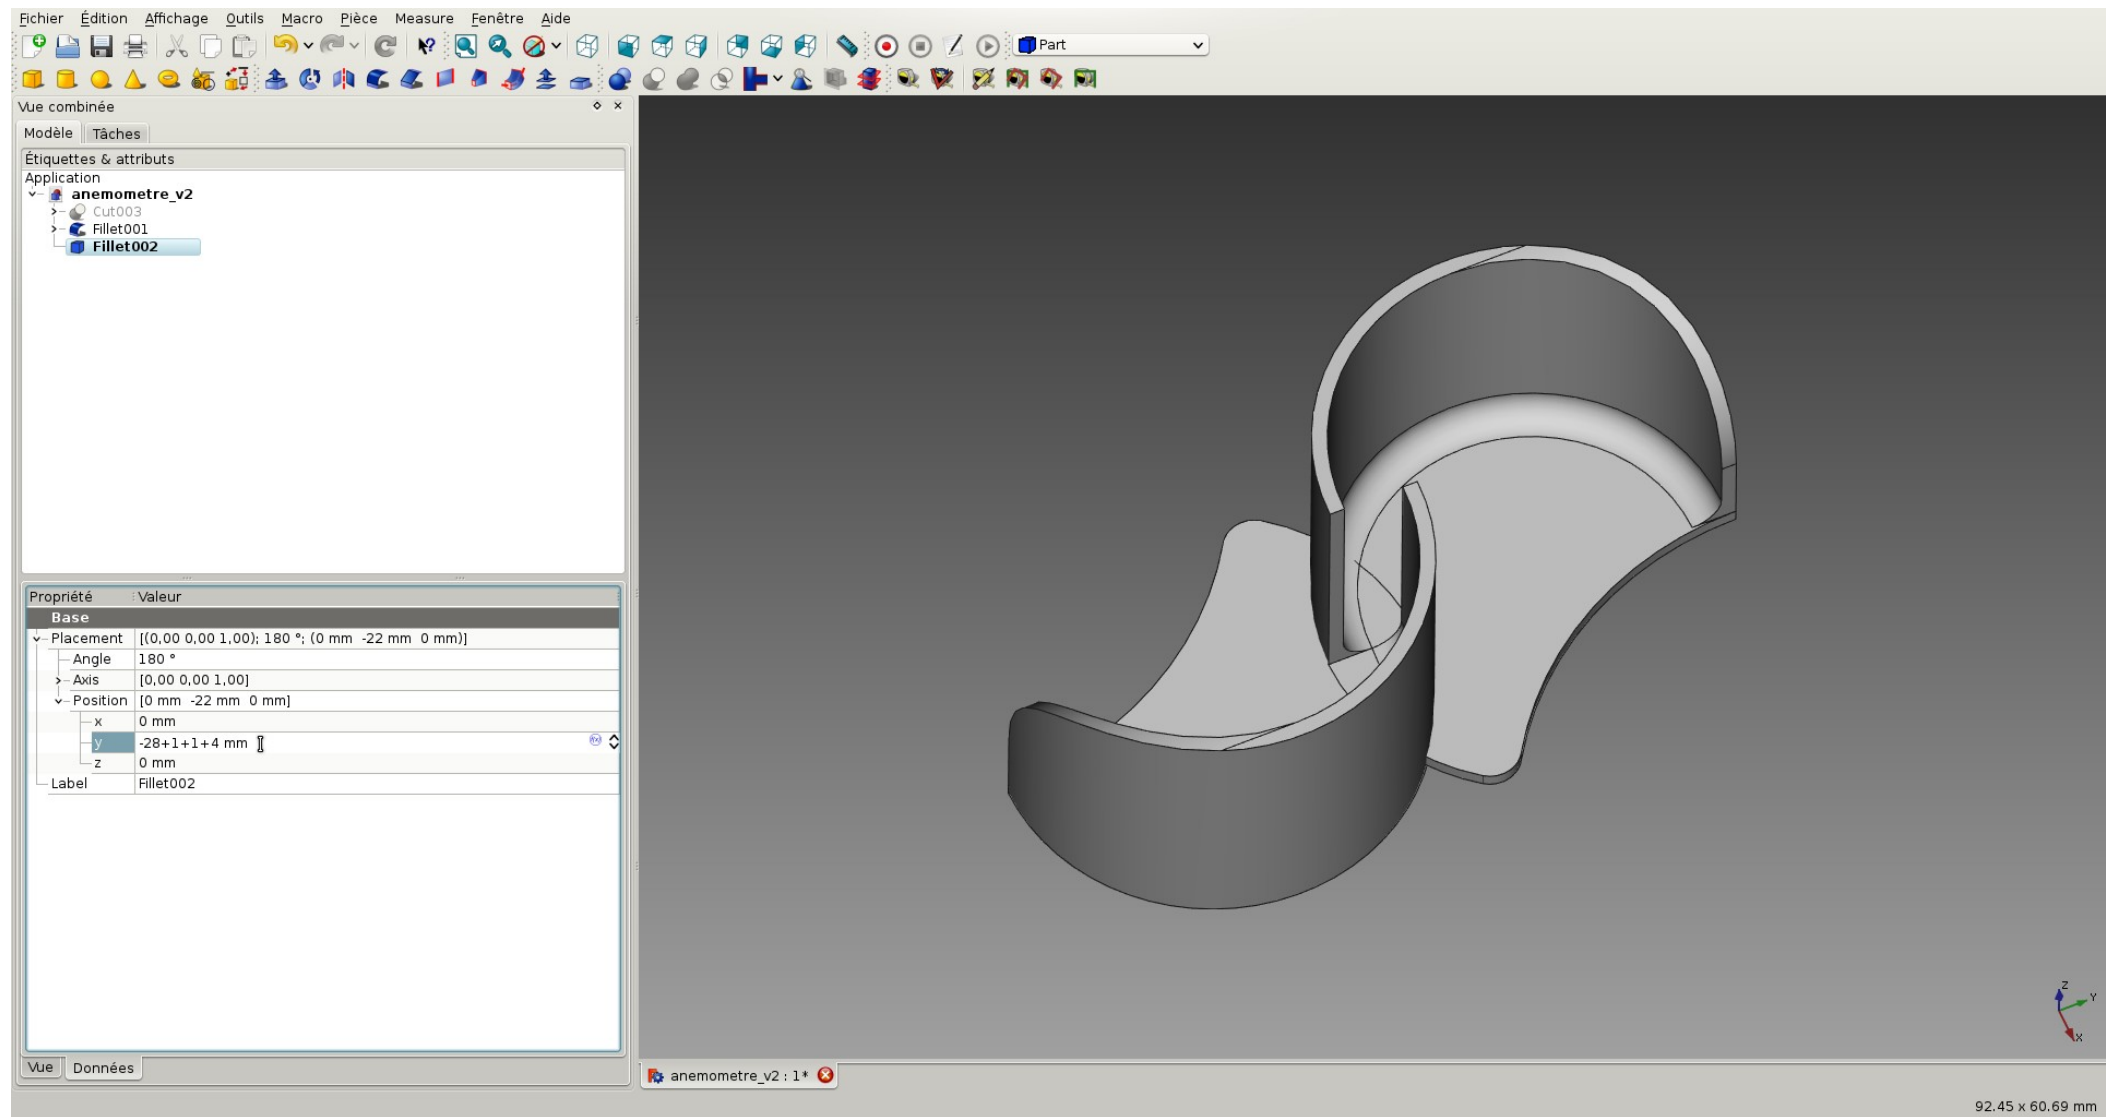 Fichier Édition Affichage Outils Macro Pièce Measure Fenêtre Aide
Part
Vue combinée
Modèle Tâches
Étiquettes & attributs
Application
anemometre_v2
Cut003
Fillet001
Fillet002
Propriété Valeur
Base
Placement [(0,00 0,00 1,00); 180 °; (0 mm -22 mm 0 mm)]
Angle 180 °
Axis [0,00 0,00 1,00]
Position [0 mm -22 mm 0 mm]
x 0 mm
y -28+1+1+4 mm
z 0 mm
Label Fillet002
Vue Données
anemometre_v2 : 1*
Z
Y
X
92.45 x 60.69 mm